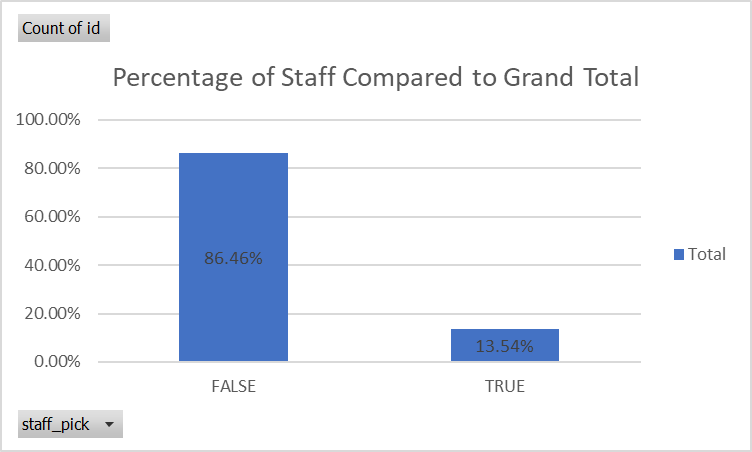 Count of id
Percentage of Staff Compared to Grand Total
100.00%
80.00%
60.00%
40.00%
20.00%
0.00%
86.46%
13.54%
FALSE
TRUE
Total
staff_pick